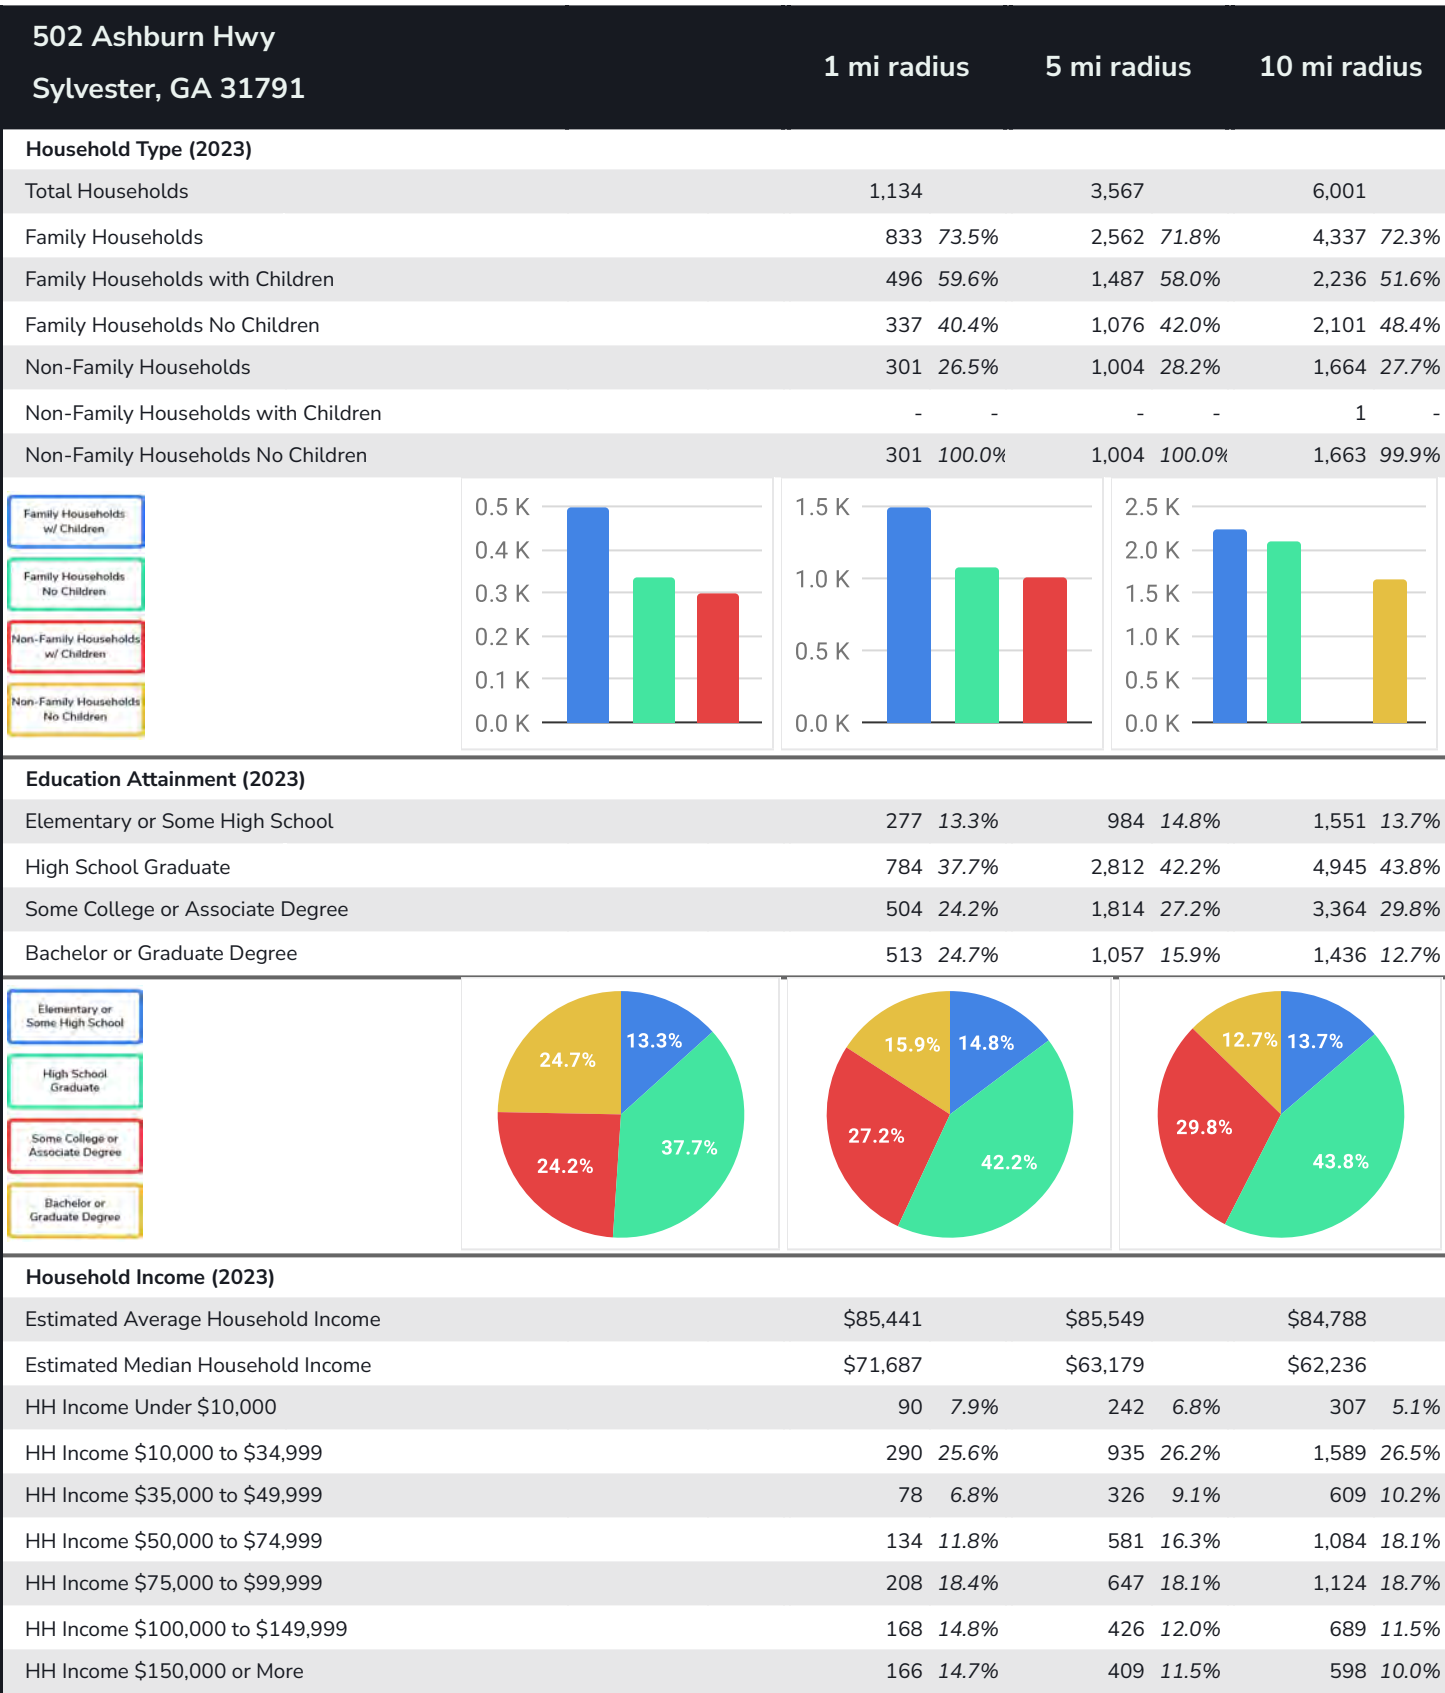 502 Ashburn Hwy
Sylvester, GA 31791
1 mi radius 5 mi radius 10 mi radius
Household Type (2023)
Total Households 1,134 3,567 6,001
Family Households 833 73.5% 2,562 71.8% 4,337 72.3%
Family Households with Children 496 59.6% 1,487 58.0% 2,236 51.6%
Family Households No Children 337 40.4% 1,076 42.0% 2,101 48.4%
Non-Family Households 301 26.5% 1,004 28.2% 1,664 27.7%
Non-Family Households with Children - - - - 1 -
Non-Family Households No Children 301 100.0% 1,004 100.0% 1,663 99.9%
Family Households
w/ Children
Family Households
No Children
Non-Family Households
w/ Children
Non-Family Households
No Children
0.5 K
0.4 K
0.3 K
0.2 K
0.1 K
0.0 K
1.5 K
1.0 K
0.5 K
0.0 K
2.5 K
2.0 K
1.5 K
1.0 K
0.5 K
0.0 K
Education Attainment (2023)
Elementary or Some High School 277 13.3% 984 14.8% 1,551 13.7%
High School Graduate 784 37.7% 2,812 42.2% 4,945 43.8%
Some College or Associate Degree 504 24.2% 1,814 27.2% 3,364 29.8%
Bachelor or Graduate Degree 513 24.7% 1,057 15.9% 1,436 12.7%
Elementary or
Some High School
High School
Graduate
Some College or
Associate Degree
Bachelor or
Graduate Degree
24.7% 13.3%
37.7%
24.2%
15.9% 14.8%
27.2%
42.2%
12.7% 13.7%
29.8%
43.8%
Household Income (2023)
Estimated Average Household Income $85,441 $85,549 $84,788
Estimated Median Household Income $71,687 $63,179 $62,236
HH Income Under $10,000 90 7.9% 242 6.8% 307 5.1%
HH Income $10,000 to $34,999 290 25.6% 935 26.2% 1,589 26.5%
HH Income $35,000 to $49,999 78 6.8% 326 9.1% 609 10.2%
HH Income $50,000 to $74,999 134 11.8% 581 16.3% 1,084 18.1%
HH Income $75,000 to $99,999 208 18.4% 647 18.1% 1,124 18.7%
HH Income $100,000 to $149,999 168 14.8% 426 12.0% 689 11.5%
HH Income $150,000 or More 166 14.7% 409 11.5% 598 10.0%